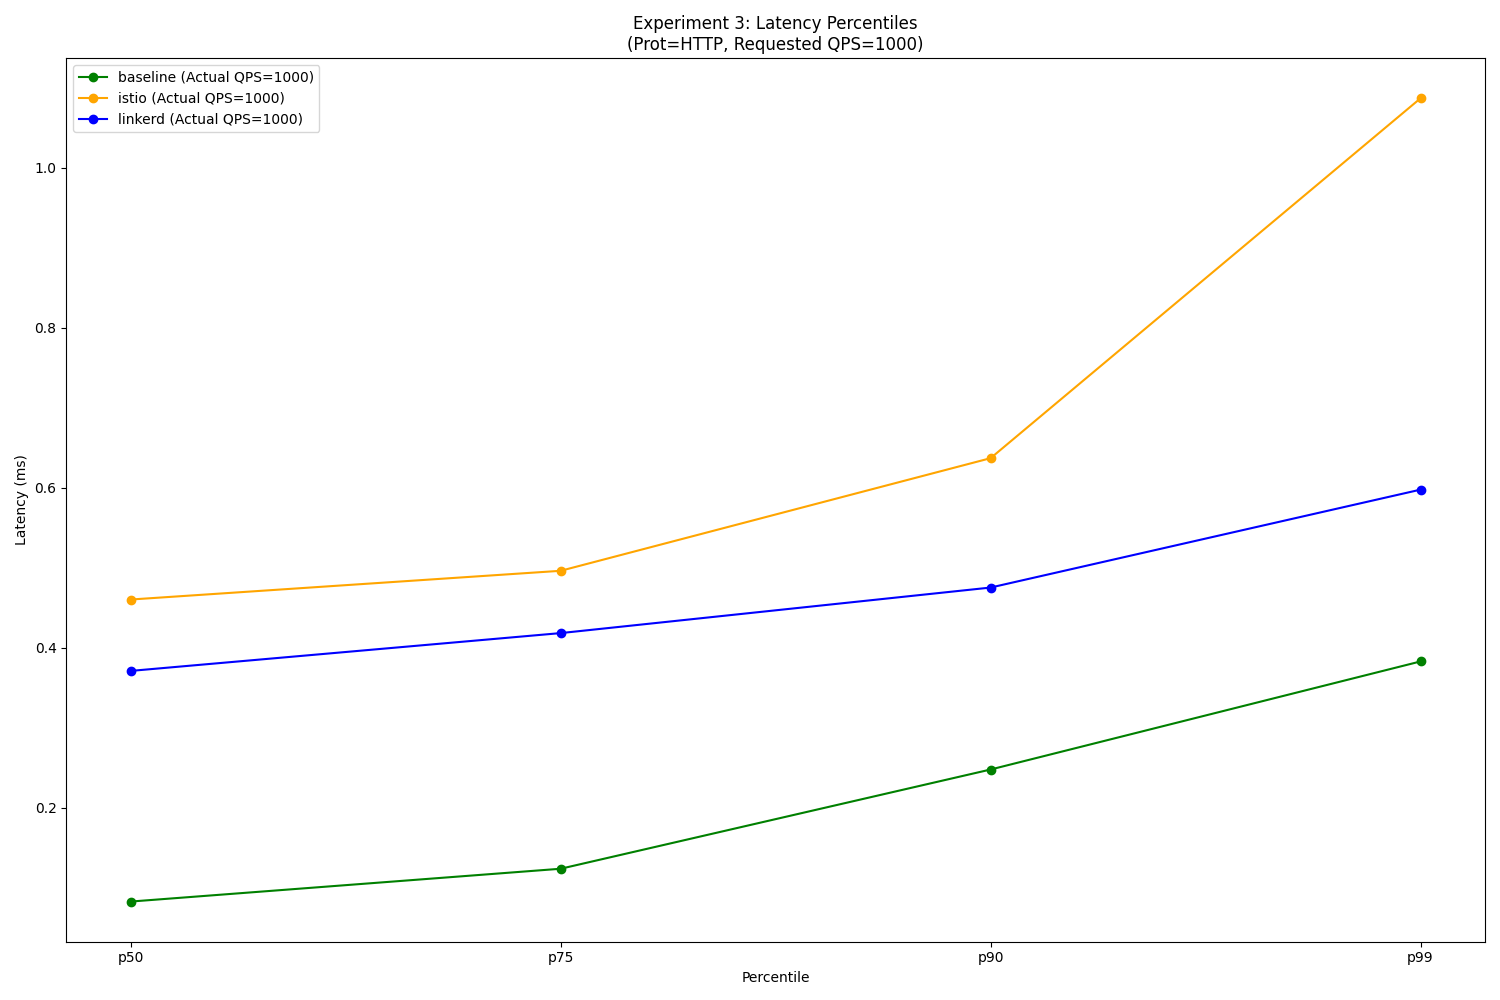 Experiment 3: Latency Percentiles
(Prot=HTTP, Requested QPS=1000)
baseline (Actual QPS=1000)
istio (Actual QPS=1000)
linkerd (Actual QPS=1000)
Latency (ms)
1.0
0.8
0.6
0.4
0.2
p50
p75
p90
p99
Percentile